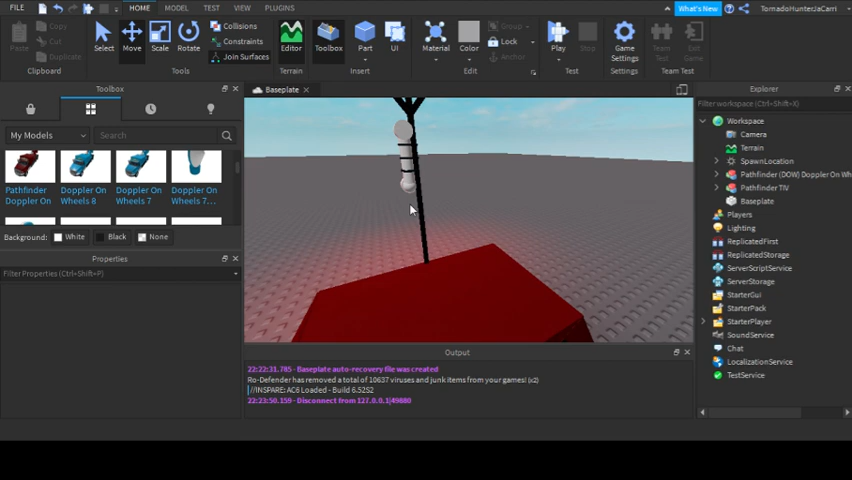 FILE HOME MODEL TEST VIEW PLUGINS What's New TornadoHunterJaCarri
Paste Copy Cut Duplicate
Clipboard
Select Move Scale Rotate
Collisions
Constraints
Join Surfaces
Tools
Editor
Terrain
Toolbox Part UI
Insert
Material Color
Group
Lock
Anchor
Edit
Play Stop
Test
Game Settings
Settings
Team Test Exit Game
Team Test
Toolbox
My Models Search
Pathfinder Doppler On Wheels 8 Doppler On Wheels 7 Doppler On Wheels 7...
(DOW)
Background: White Black None
Properties
Filter Properties (Ctrl+Shift+P)
Baseplate
Output
22:22:31.765 - Baseplate auto-recovery file was created
Ro-Defender has removed a total of 10637 viruses and junk items from your games! (x2)
//INSPARE: AC6 Loaded - Build 6.52S2
22:23:50.159 - Disconnect from 127.0.0.1|49880
Explorer
Filter workspace (Ctrl+Shift+X)
Workspace
Camera
Terrain
SpawnLocation
Pathfinder (DOW) Doppler On Wh
Pathfinder TIV
Baseplate
Players
Lighting
ReplicatedFirst
ReplicatedStorage
ServerScriptService
ServerStorage
StarterGui
StarterPack
StarterPlayer
SoundService
Chat
LocalizationService
TestService